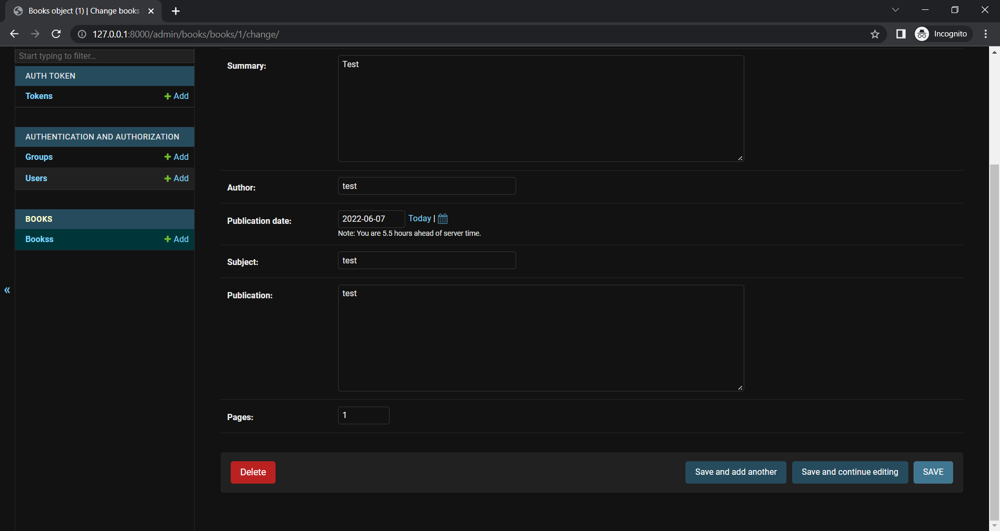 Books object (1) | Change books
127.0.0.1:8000/admin/books/books/1/change/
Incognito
Start typing to filter...
AUTH TOKEN
Tokens
Add
AUTHENTICATION AND AUTHORIZATION
Groups
Add
Users
Add
BOOKS
Bookss
Add
«
Summary:
Test
Author:
test
Publication date:
2022-06-07
Today |
Note: You are 5.5 hours ahead of server time.
Subject:
test
Publication:
test
Pages:
1
Delete
Save and add another
Save and continue editing
SAVE